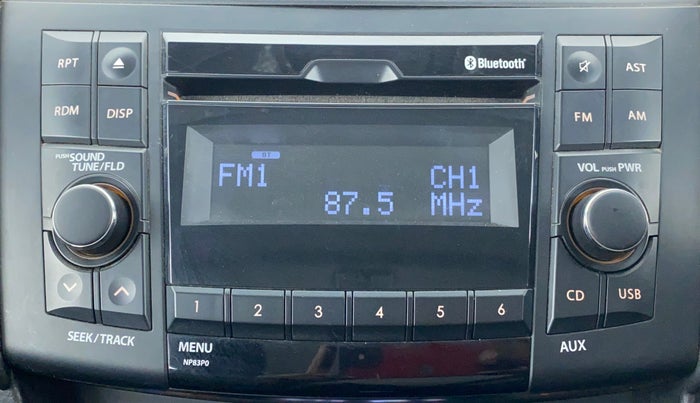 RPT
Bluetooth
AST
RDM
DISP
FM
AM
PUSH SOUND
TUNE/FLD
VOL PUSH PWR
BT
FM1 CH1
87.5 MHz
1 2 3 4 5 6
CD
USB
SEEK/TRACK
MENU
NP83P0
AUX